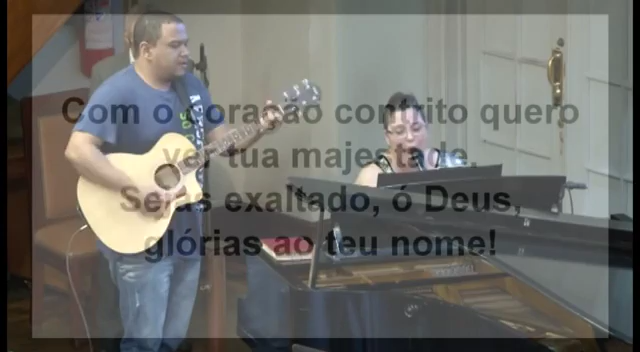 Com o coração contrito quero
ver tua majestade.
Sejas exaltado, ó Deus,
glórias ao teu nome!